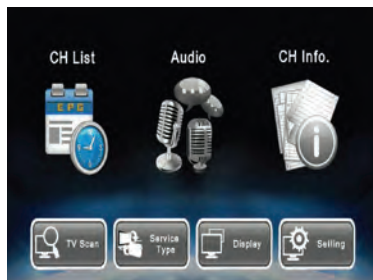 CH List
Audio
CH Info.
EPG
TV Scan
Service
Type
Display
Setting